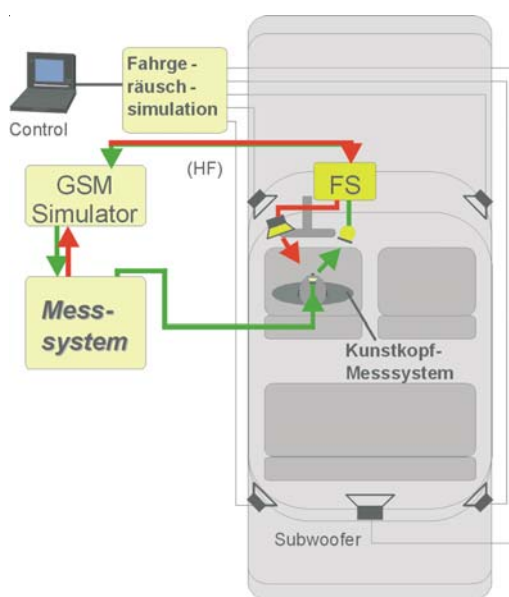 Fahrge -
räusch -
simulation
Control
(HF)
FS
GSM
Simulator
Mess-
system
Kunstkopf-
Messsystem
Subwoofer